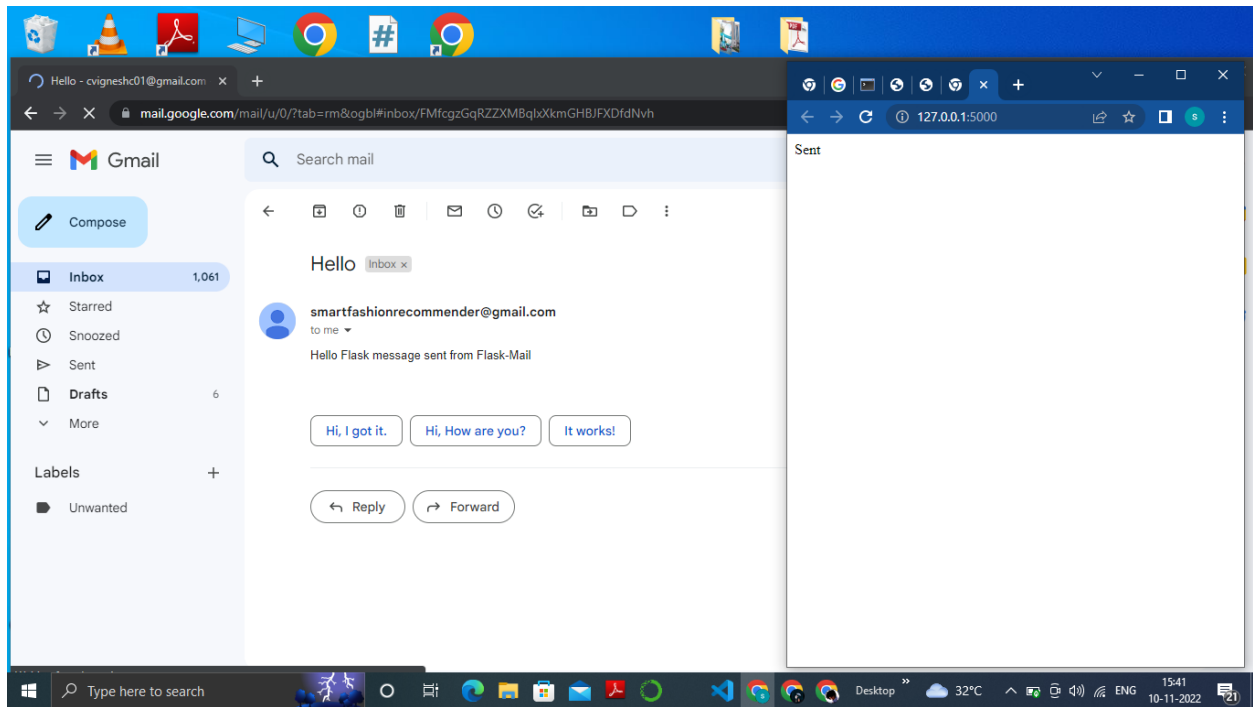 Hello - cvigneshc01@gmail.com
mail.google.com/mail/u/0/?tab=rm&ogbl#inbox/FMfcgzGqRZZXMBqlxXkmGHBJFXDfdNvh
127.0.0.1:5000
s
Gmail
Search mail
Sent
Compose
Hello Inbox ×
Inbox 1,061
Starred
Snoozed
Sent
Drafts 6
More
smartfashionrecommender@gmail.com
to me
Hello Flask message sent from Flask-Mail
Hi, I got it.
Hi, How are you?
It works!
Labels
Unwanted
Reply
Forward
Type here to search
Desktop
32°C
ENG
15:41
10-11-2022
21